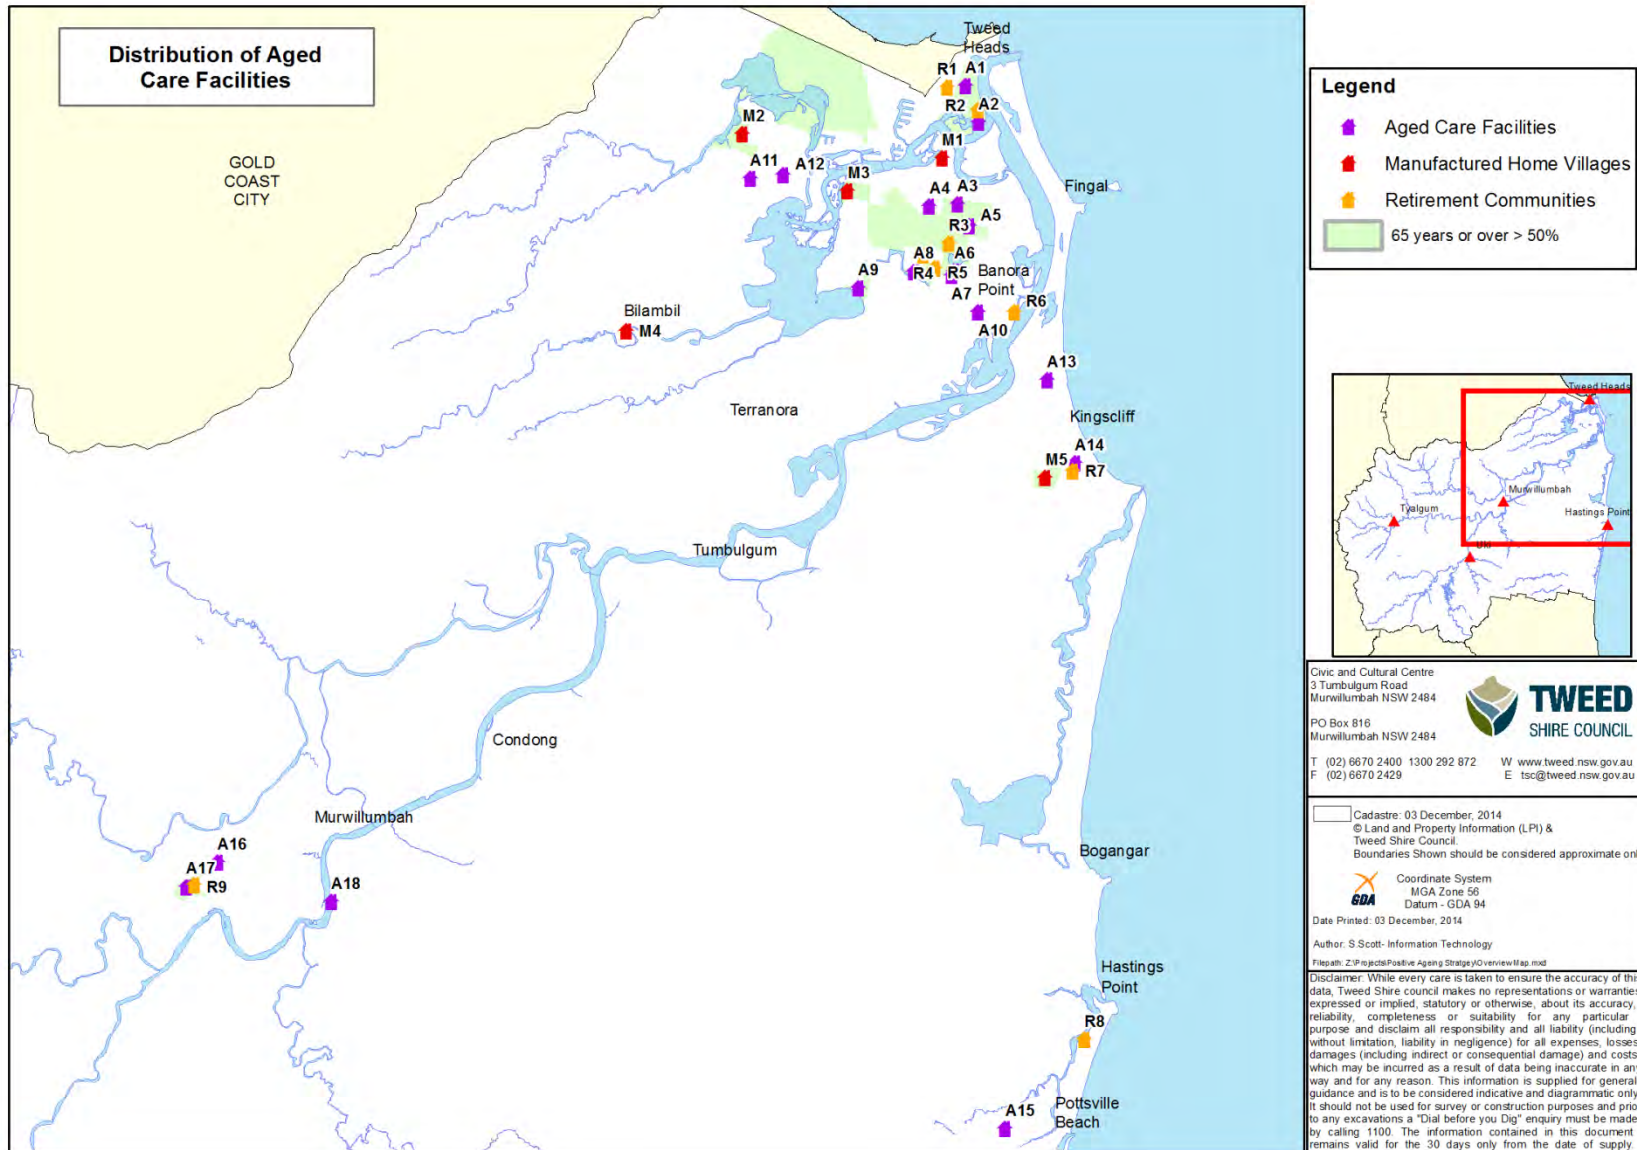 Distribution of Aged
Care Facilities
GOLD
COAST
CITY
Tweed
Heads
R1
A1
R2
A2
M2
M1
A11
A12
M3
Fingal
A4
A3
A5
R3
A8
A6
R4
R5
Banora
Point
A9
A7
R6
Bilambil
M4
A10
A13
Terranora
Kingscliff
A14
M5
R7
Tumbulgum
Condong
Murwillumbah
A16
A17
R9
A18
Bogangar
Hastings
Point
R8
A15
Pottsville
Beach
Legend
Aged Care Facilities
Manufactured Home Villages
Retirement Communities
65 years or over > 50%
Tweed Heads
Murwillumbah
Tyalgum
Hastings Point
Uki
Civic and Cultural Centre
3 Tumbulgum Road
Murwillumbah NSW 2484
PO Box 816
Murwillumbah NSW 2484
T (02) 6670 2400 1300 292 872
F (02) 6670 2429
W www.tweed.nsw.gov.au
E tsc@tweed.nsw.gov.au
TWEED
SHIRE COUNCIL
Cadastre: 03 December, 2014
© Land and Property Information (LPI) &
Tweed Shire Council.
Boundaries Shown should be considered approximate onl
GDA
Coordinate System
MGA Zone 56
Datum - GDA 94
Date Printed: 03 December, 2014
Author: S.Scott- Information Technology
Filepath: Z:\Projects\Positive Ageing Stratgey\OverviewMap.mxd
Disclaimer: While every care is taken to ensure the accuracy of this
data, Tweed Shire council makes no representations or warranties
expressed or implied, statutory or otherwise, about its accuracy,
reliability, completeness or suitability for any particular
purpose and disclaim all responsibility and all liability (including
without limitation, liability in negligence) for all expenses, losses
damages (including indirect or consequential damage) and costs
which may be incurred as a result of data being inaccurate in any
way and for any reason. This information is supplied for general
guidance and is to be considered indicative and diagrammatic only
It should not be used for survey or construction purposes and prio
to any excavations a "Dial before you Dig" enquiry must be made
by calling 1100. The information contained in this document
remains valid for the 30 days only from the date of supply.